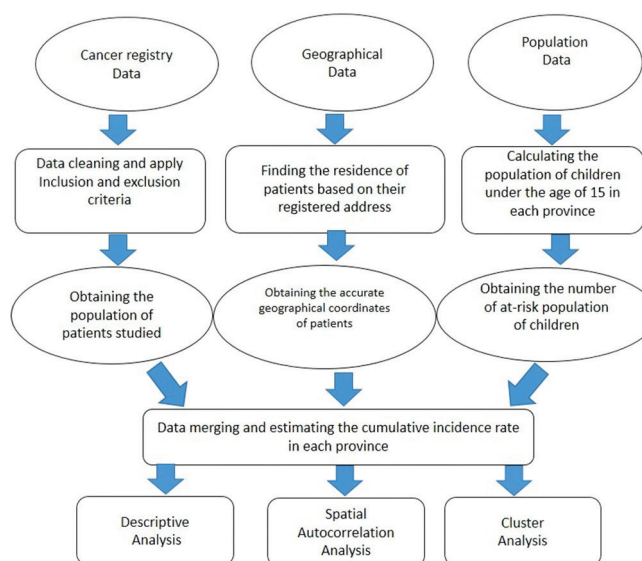 Cancer registry
Data
Geographical
Data
Population
Data
Data cleaning and apply
Inclusion and exclusion
criteria
Finding the residence of
patients based on their
registered address
Calculating the
population of children
under the age of 15 in
each province
Obtaining the
population of
patients studied
Obtaining the accurate
geographical coordinates
of patients
Obtaining the number
of at-risk population
of children
Data merging and estimating the cumulative incidence rate
in each province
Descriptive
Analysis
Spatial
Autocorrelation
Analysis
Cluster
Analysis